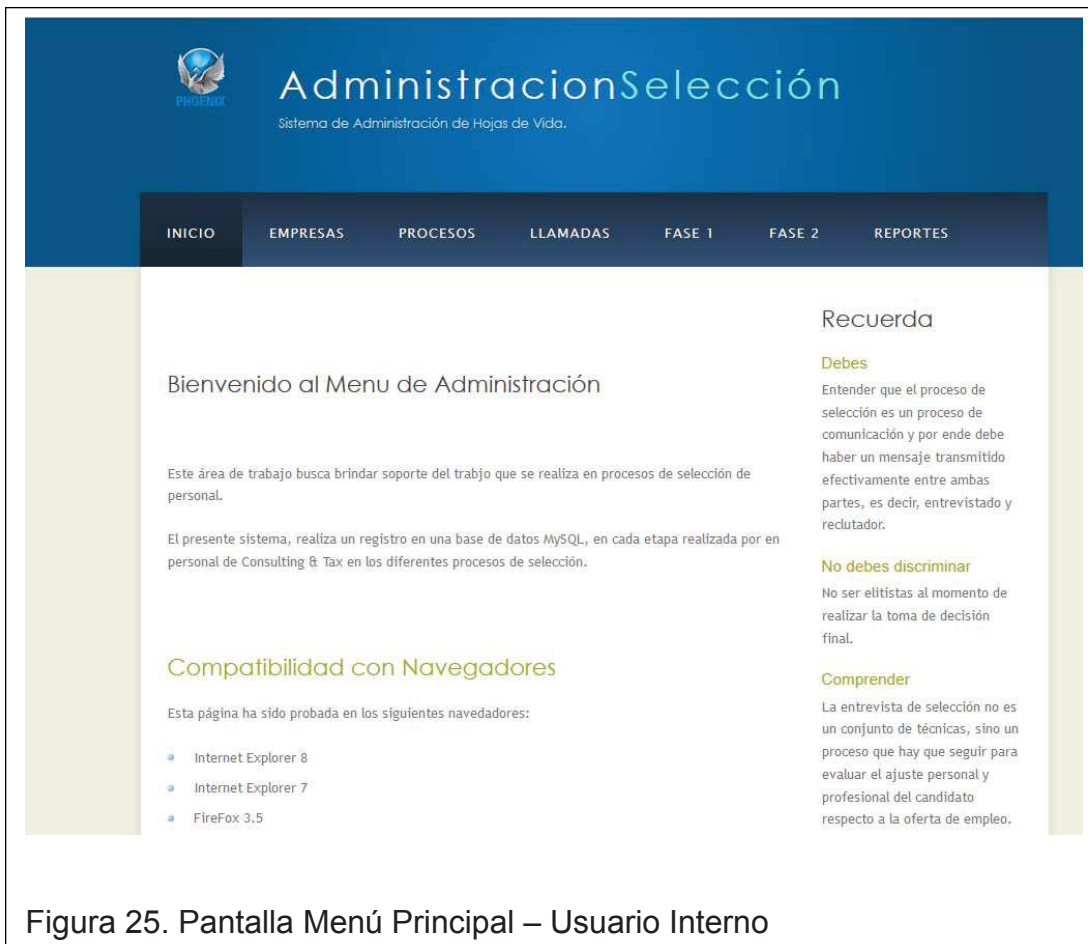 PHOENIX
AdministracionSelección
Sistema de Administración de Hojas de Vida.
INICIO EMPRESAS PROCESOS LLAMADAS FASE 1 FASE 2 REPORTES
Bienvenido al Menu de Administración
Este área de trabajo busca brindar soporte del trabjo que se realiza en procesos de selección de
personal.
El presente sistema, realiza un registro en una base de datos MySQL, en cada etapa realizada por en
personal de Consulting & Tax en los diferentes procesos de selección.
Compatibilidad con Navegadores
Esta página ha sido probada en los siguientes navedadores:
Internet Explorer 8
Internet Explorer 7
FireFox 3.5
Recuerda
Debes
Entender que el proceso de
selección es un proceso de
comunicación y por ende debe
haber un mensaje transmitido
efectivamente entre ambas
partes, es decir, entrevistado y
reclutador.
No debes discriminar
No ser elitistas al momento de
realizar la toma de decisión
final.
Comprender
La entrevista de selección no es
un conjunto de técnicas, sino un
proceso que hay que seguir para
evaluar el ajuste personal y
profesional del candidato
respecto a la oferta de empleo.
Figura 25. Pantalla Menú Principal – Usuario Interno